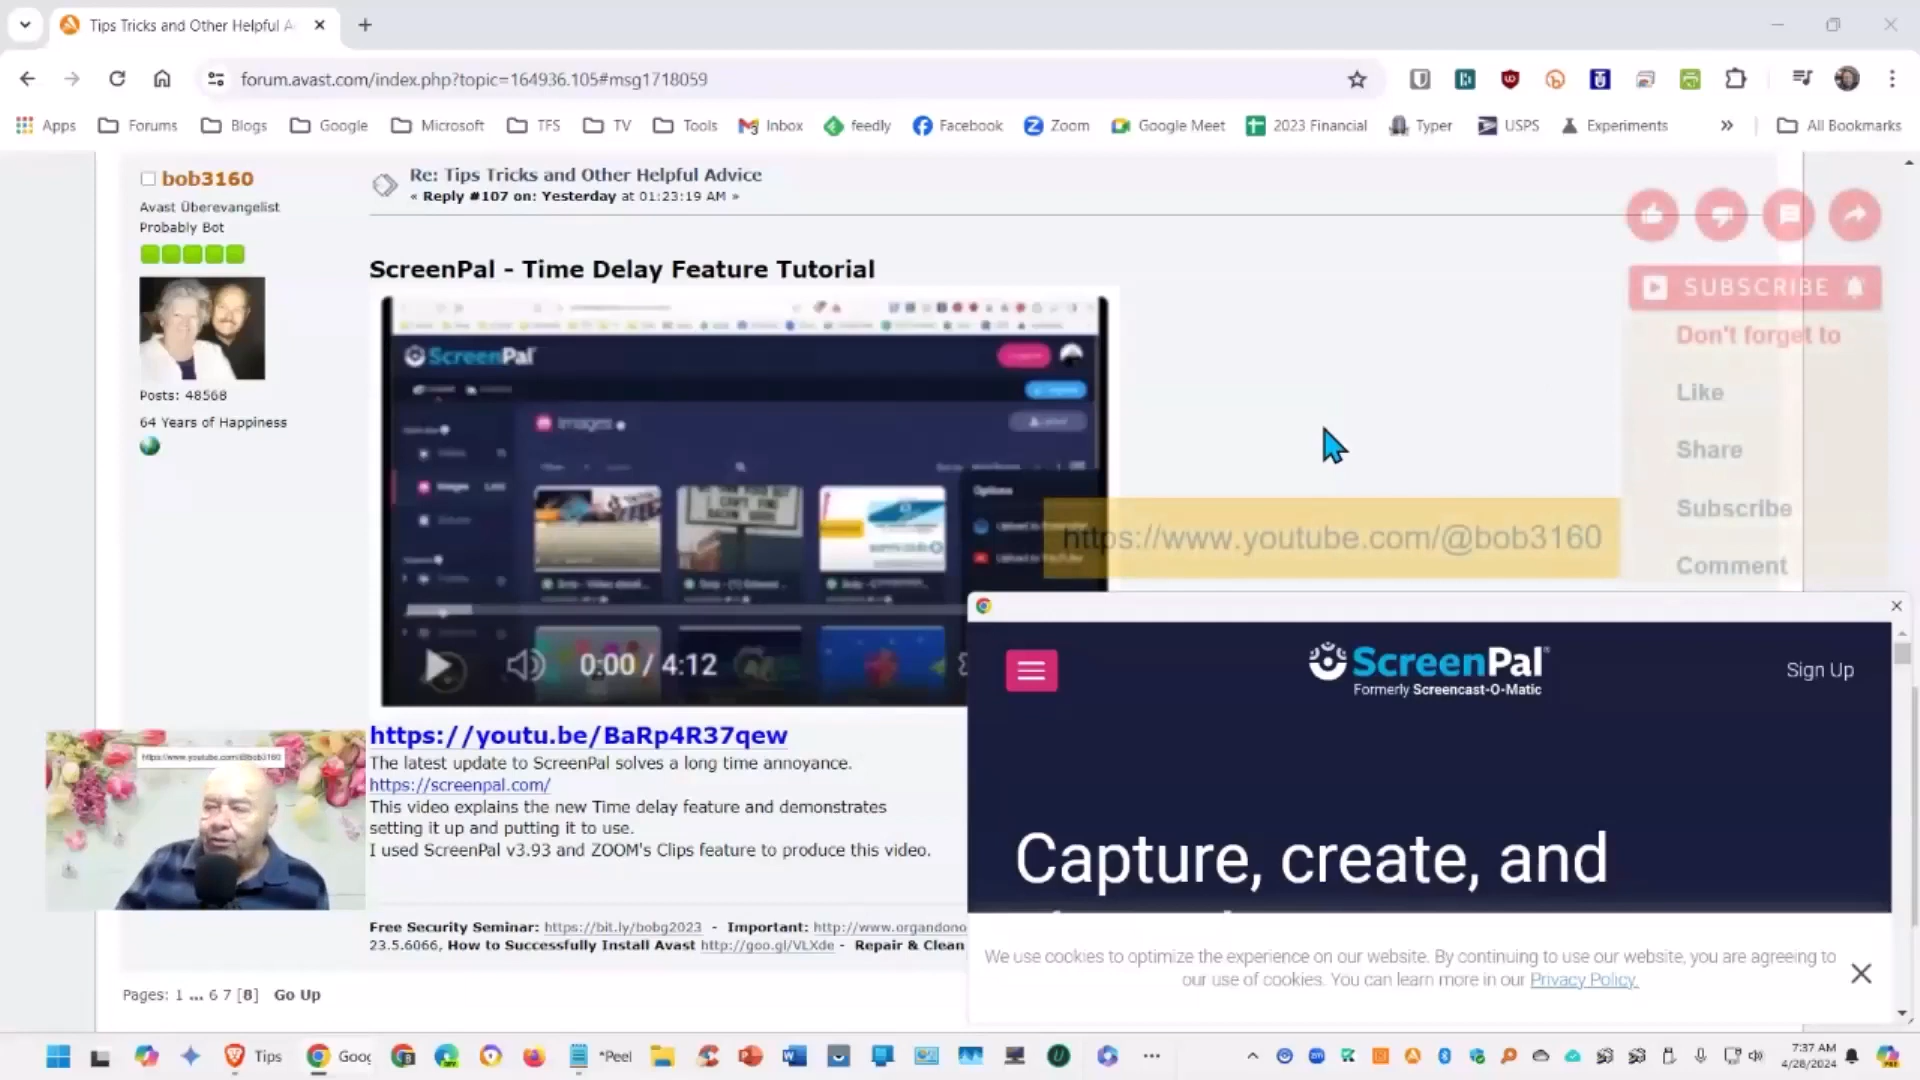 Tips Tricks and Other Helpful A
forum.avast.com/index.php?topic=164936.105#msg1718059
Apps Forums Blogs Google Microsoft TFS TV Tools Inbox feedly Facebook Zoom Google Meet 2023 Financial Typer USPS Experiments » All Bookmarks
bob3160
Avast Überevangelist
Probably Bot
Posts: 48568
64 Years of Happiness
Re: Tips Tricks and Other Helpful Advice
« Reply #107 on: Yesterday at 01:23:19 AM »
ScreenPal - Time Delay Feature Tutorial
ScreenPal
Images
Options
0:00 / 4:12
SUBSCRIBE
Don't forget to
Like
Share
Subscribe
Comment
https://www.youtube.com/@bob3160
https://youtu.be/BaRp4R37qew
The latest update to ScreenPal solves a long time annoyance.
https://screenpal.com/
This video explains the new Time delay feature and demonstrates
setting it up and putting it to use.
I used ScreenPal v3.93 and ZOOM's Clips feature to produce this video.
https://www.youtube.com/@bob3160
Free Security Seminar: https://bit.ly/bobg2023 - Important: http://www.organdono
23.5.6066, How to Successfully Install Avast http://goo.gl/VLXde - Repair & Clean
Pages: 1 ... 6 7 [8] Go Up
ScreenPal
Formerly Screencast-O-Matic
Sign Up
Capture, create, and
We use cookies to optimize the experience on our website. By continuing to use our website, you are agreeing to
our use of cookies. You can learn more in our Privacy Policy.
Tips Goog *Peel
7:37 AM
4/28/2024